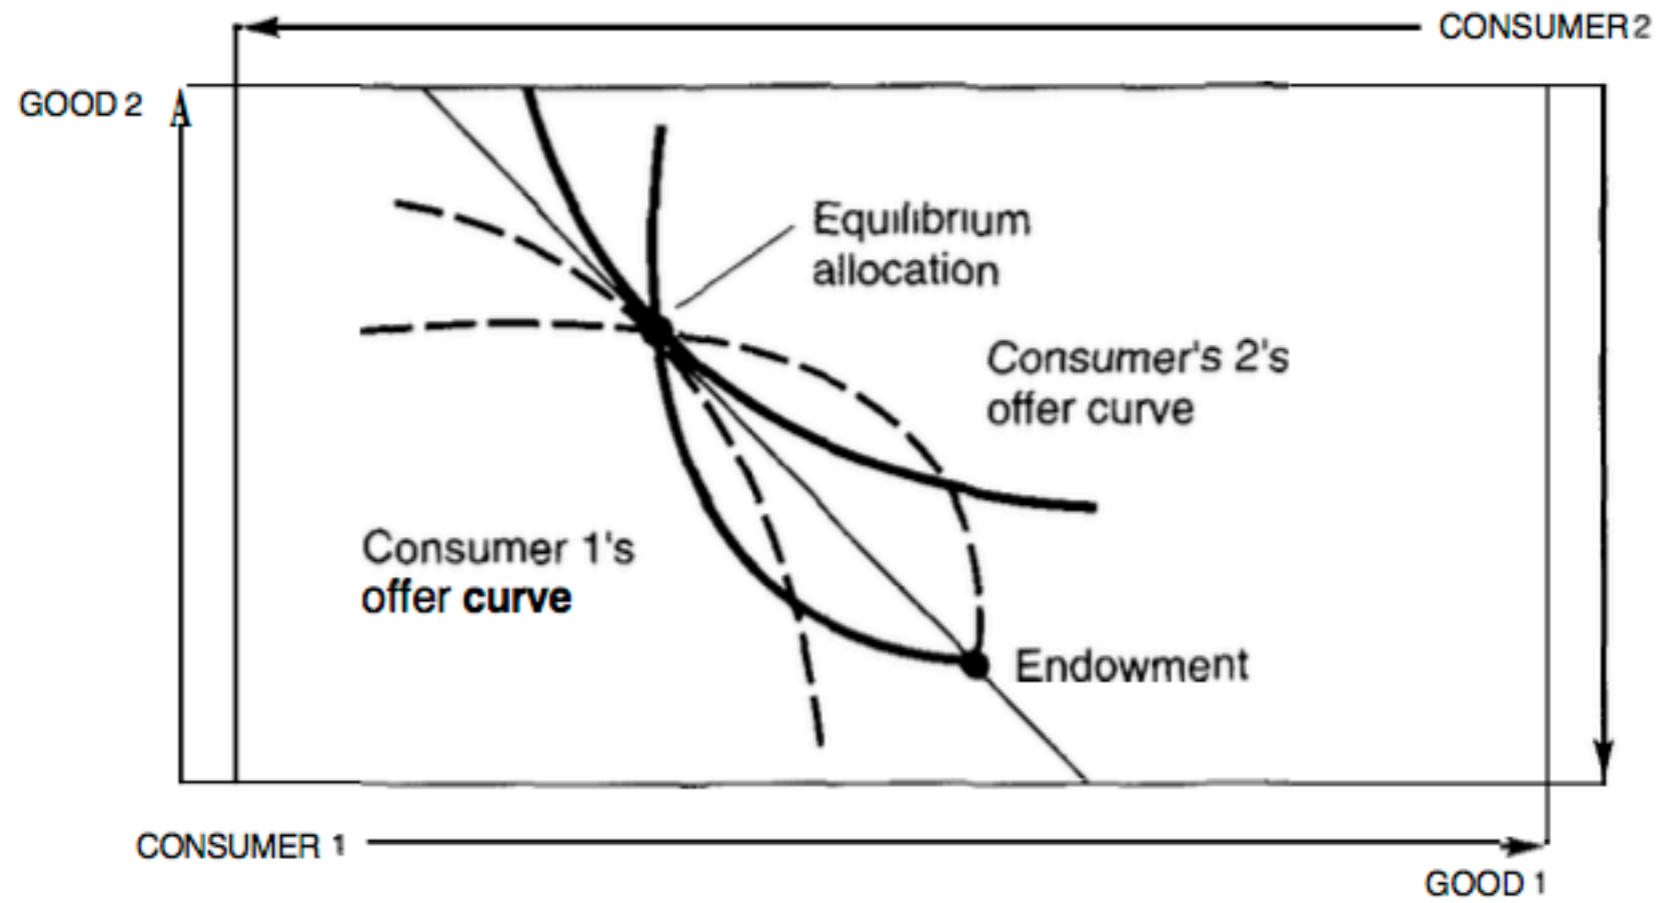 CONSUMER 2
GOOD 2
Equilibrium
allocation
Consumer's 2's
offer curve
Consumer 1's
offer curve
Endowment
CONSUMER 1
GOOD 1